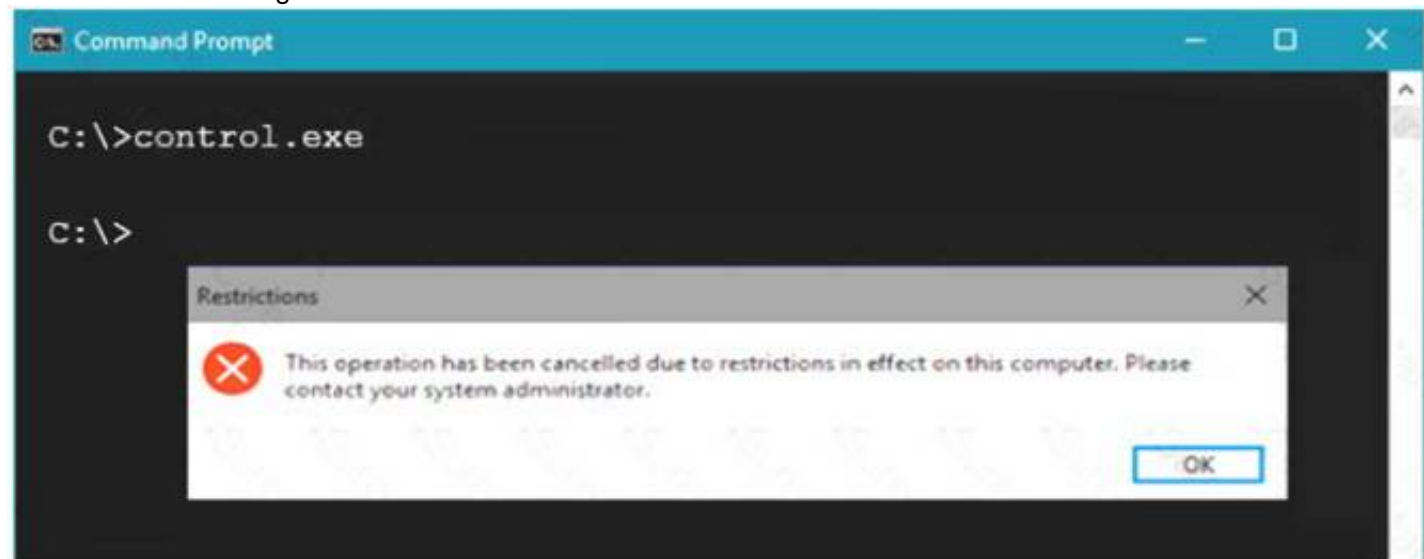 Command Prompt
C:\>control.exe
C:\>
Restrictions
This operation has been cancelled due to restrictions in effect on this computer. Please
contact your system administrator.
OK